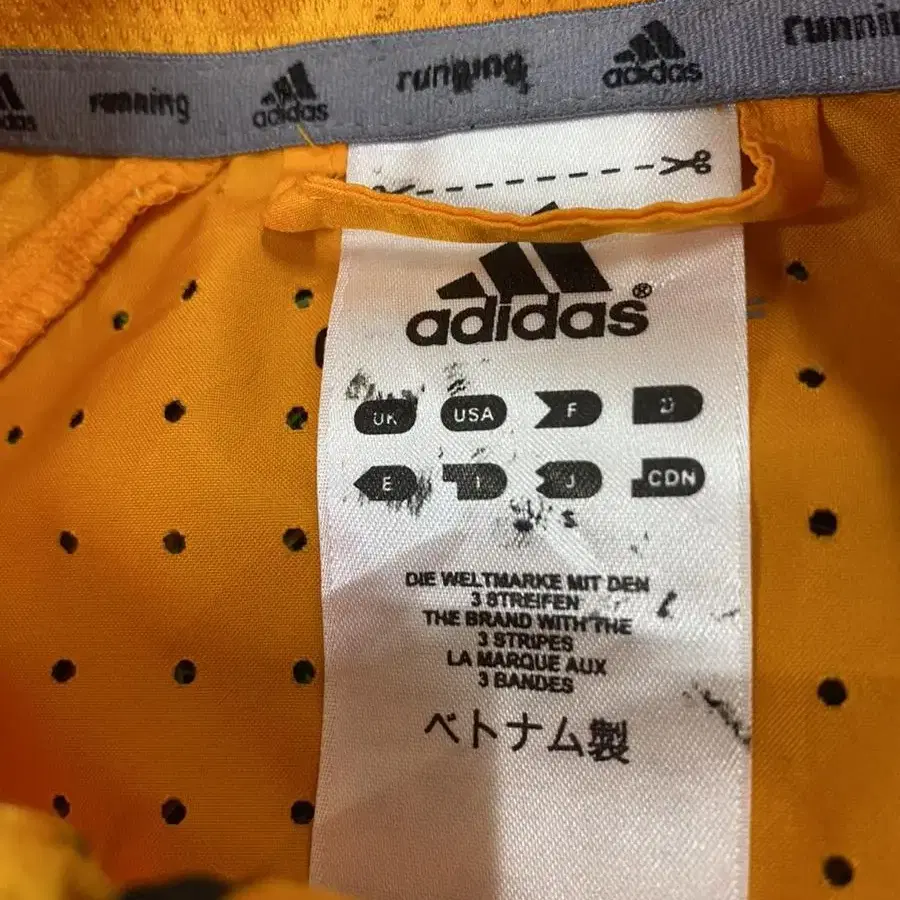 running adidas running adidas
adidas®
UK USA F
E I J CDN
DIE WELTMARKE MIT DEN
3 STREIFEN
THE BRAND WITH THE
3 STRIPES
LA MARQUE AUX
3 BANDES
ベトナム製